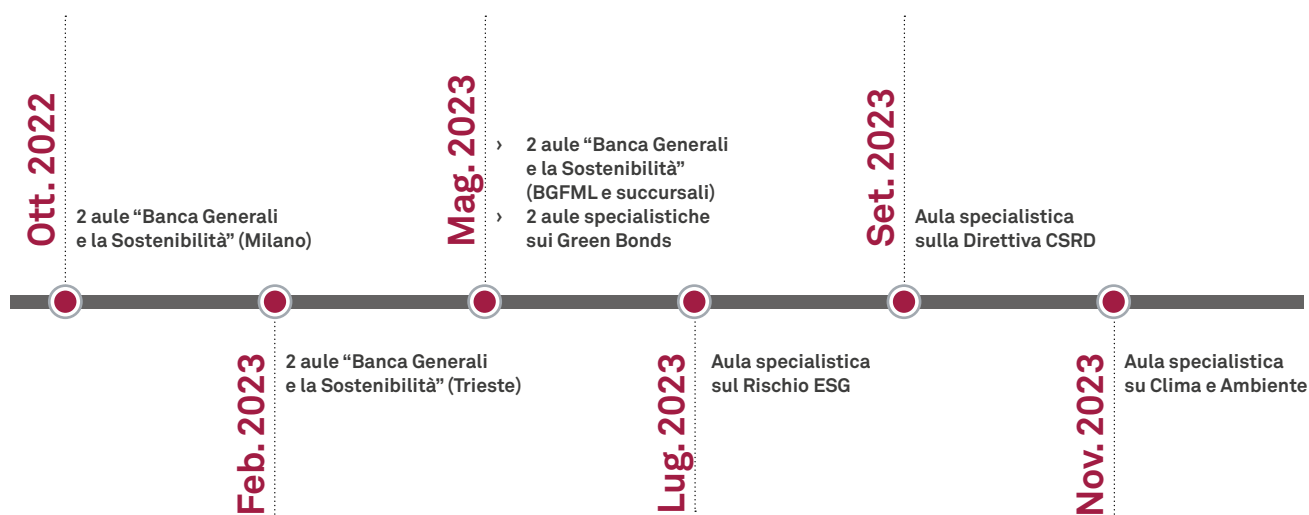 Ott. 2022
2 aule “Banca Generali
e la Sostenibilità” (Milano)
Feb. 2023
2 aule “Banca Generali
e la Sostenibilità” (Trieste)
Mag. 2023
› 2 aule “Banca Generali
e la Sostenibilità”
(BGFML e succursali)
› 2 aule specialistiche
sui Green Bonds
Lug. 2023
Aula specialistica
sul Rischio ESG
Set. 2023
Aula specialistica
sulla Direttiva CSRD
Nov. 2023
Aula specialistica
su Clima e Ambiente